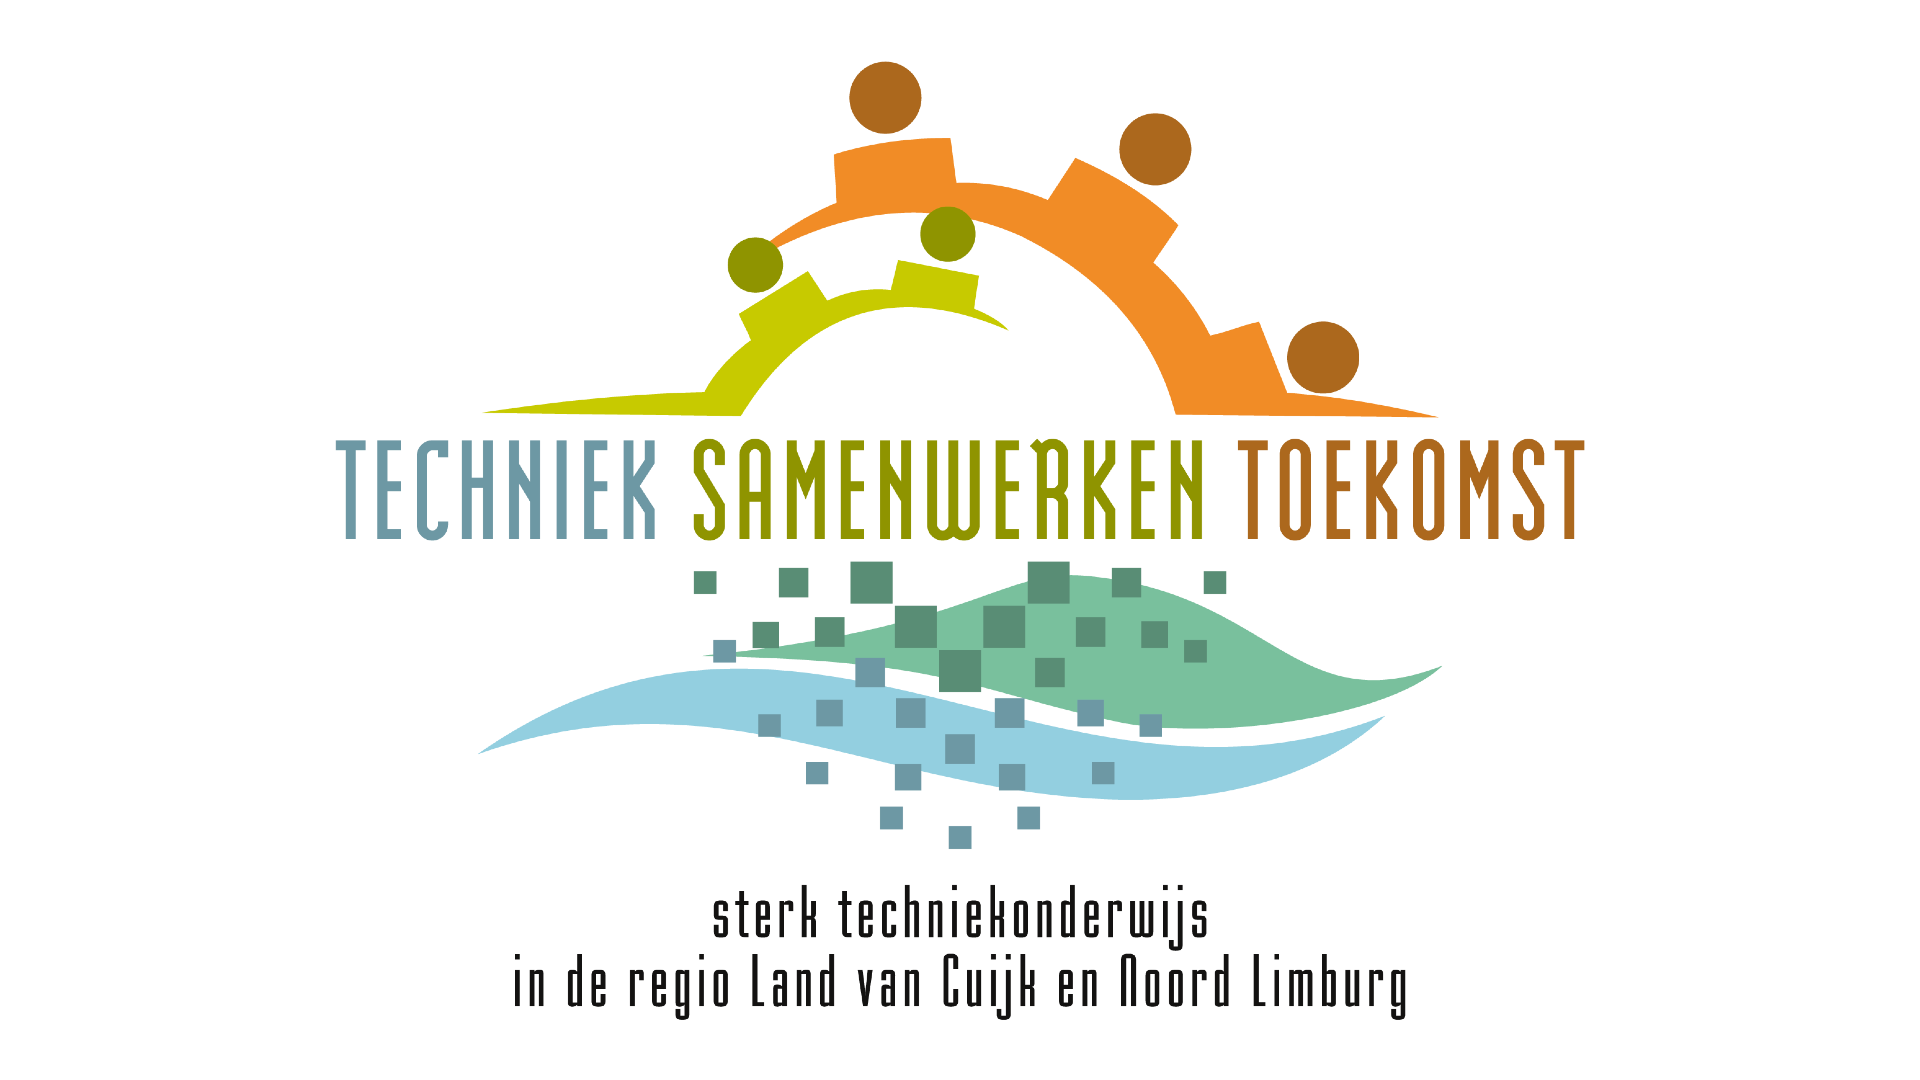 TECHNIEK SAMENWERKEN TOEKOMST
sterk techniekonderwijs
in de regio Land van Cuijk en Noord Limburg